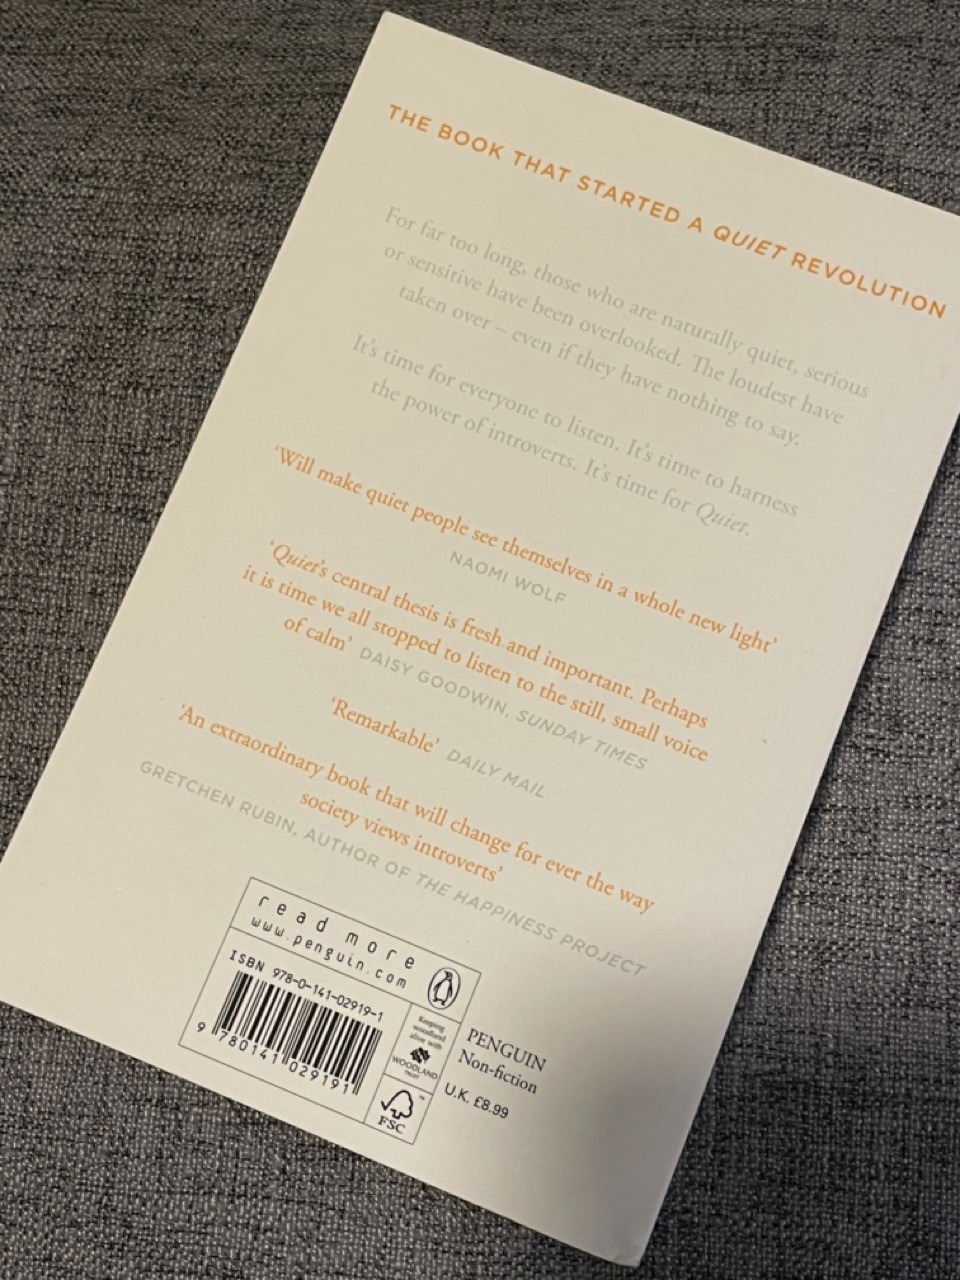 THE BOOK THAT STARTED A QUIET REVOLUTION
For far too long, those who are naturally quiet, serious
or sensitive have been overlooked. The loudest have
taken over – even if they have nothing to say.
It's time for everyone to listen. It's time to harness
the power of introverts. It's time for Quiet.
'Will make quiet people see themselves in a whole new light'
NAOMI WOLF
'Quiet's central thesis is fresh and important. Perhaps
it is time we all stopped to listen to the still, small voice
of calm' DAISY GOODWIN, SUNDAY TIMES
'Remarkable' DAILY MAIL
'An extraordinary book that will change for ever the way
society views introverts'
GRETCHEN RUBIN, AUTHOR OF THE HAPPINESS PROJECT
read more
www.penguin.com
ISBN 978-0-141-02919-1
9 780141 029191
Keeping
woodland
alive with
WOODLAND
TRUST
FSC
™
PENGUIN
Non-fiction
U.K. £8.99